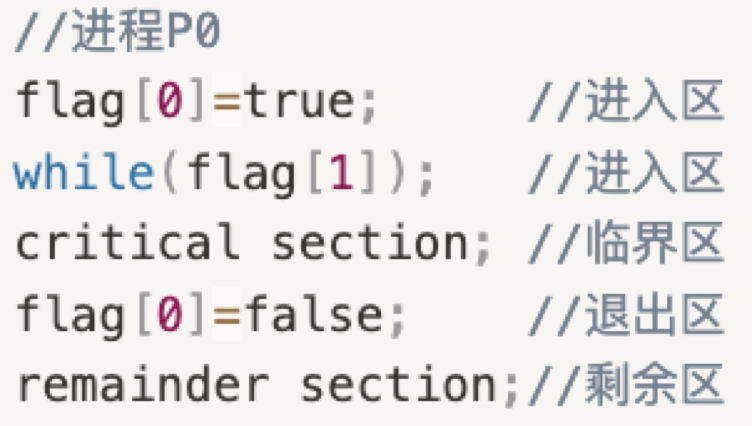 //进程P0
flag[0]=true;     //进入区
while(flag[1]);   //进入区
critical section; //临界区
flag[0]=false;    //退出区
remainder section;//剩余区